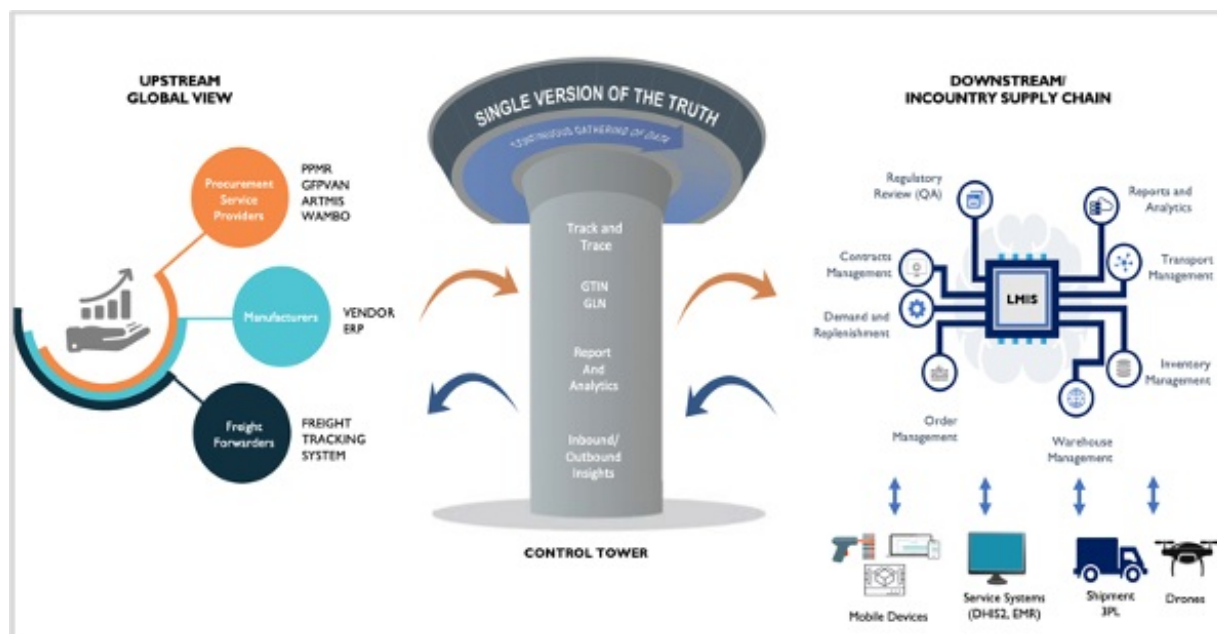 UPSTREAM
GLOBAL VIEW
Procurement
Service
Providers
PPMR
GFPVAN
ARTMIS
WAMBO
Manufacturers
VENDOR
ERP
Freight
Forwarders
FREIGHT
TRACKING
SYSTEM
SINGLE VERSION OF THE TRUTH
CONTINUOUS GATHERING OF DATA
Track and
Trace
GTIN
GLN
Report
And
Analytics
Inbound/
Outbound
Insights
CONTROL TOWER
DOWNSTREAM/
INCOUNTRY SUPPLY CHAIN
Regulatory
Review (QA)
Reports and
Analytics
Contracts
Management
Transport
Management
LMIS
Demand and
Replenishment
Inventory
Management
Order
Management
Warehouse
Management
Mobile Devices
Service Systems
(DHIS2, EMR)
Shipment
3PL
Drones